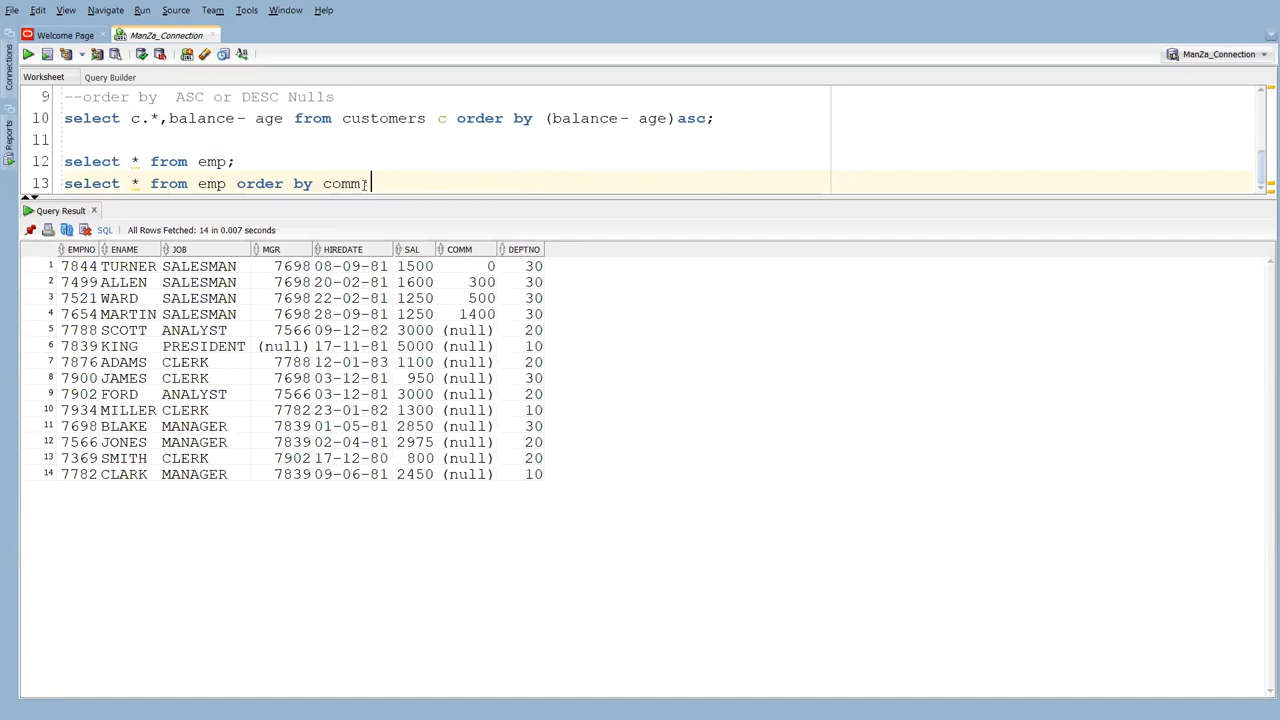 File Edit View Navigate Run Source Team Tools Window Help
Welcome Page ManZa_Connection
ManZa_Connection
Connections
Reports
Worksheet Query Builder
9 --order by ASC or DESC Nulls
10 select c.*,balance- age from customers c order by (balance- age)asc;
11
12 select * from emp;
13 select * from emp order by comm;
Query Result
SQL All Rows Fetched: 14 in 0.007 seconds
EMPNO ENAME JOB MGR HIREDATE SAL COMM DEPTNO
1 7844 TURNER SALESMAN 7698 08-09-81 1500 0 30
2 7499 ALLEN SALESMAN 7698 20-02-81 1600 300 30
3 7521 WARD SALESMAN 7698 22-02-81 1250 500 30
4 7654 MARTIN SALESMAN 7698 28-09-81 1250 1400 30
5 7788 SCOTT ANALYST 7566 09-12-82 3000 (null) 20
6 7839 KING PRESIDENT (null) 17-11-81 5000 (null) 10
7 7876 ADAMS CLERK 7788 12-01-83 1100 (null) 20
8 7900 JAMES CLERK 7698 03-12-81 950 (null) 30
9 7902 FORD ANALYST 7566 03-12-81 3000 (null) 20
10 7934 MILLER CLERK 7782 23-01-82 1300 (null) 10
11 7698 BLAKE MANAGER 7839 01-05-81 2850 (null) 30
12 7566 JONES MANAGER 7839 02-04-81 2975 (null) 20
13 7369 SMITH CLERK 7902 17-12-80 800 (null) 20
14 7782 CLARK MANAGER 7839 09-06-81 2450 (null) 10